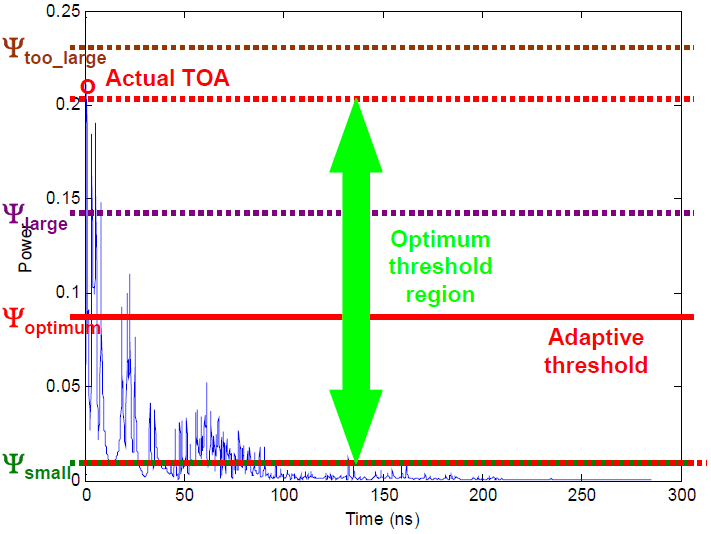 0.25
Ψtoo_large
Actual TOA
0.2
0.15
Ψlarge
Power
Optimum
threshold
region
0.1
Ψoptimum
Adaptive
threshold
0.05
Ψsmall
0
0 50 100 150 200 250 300
Time (ns)